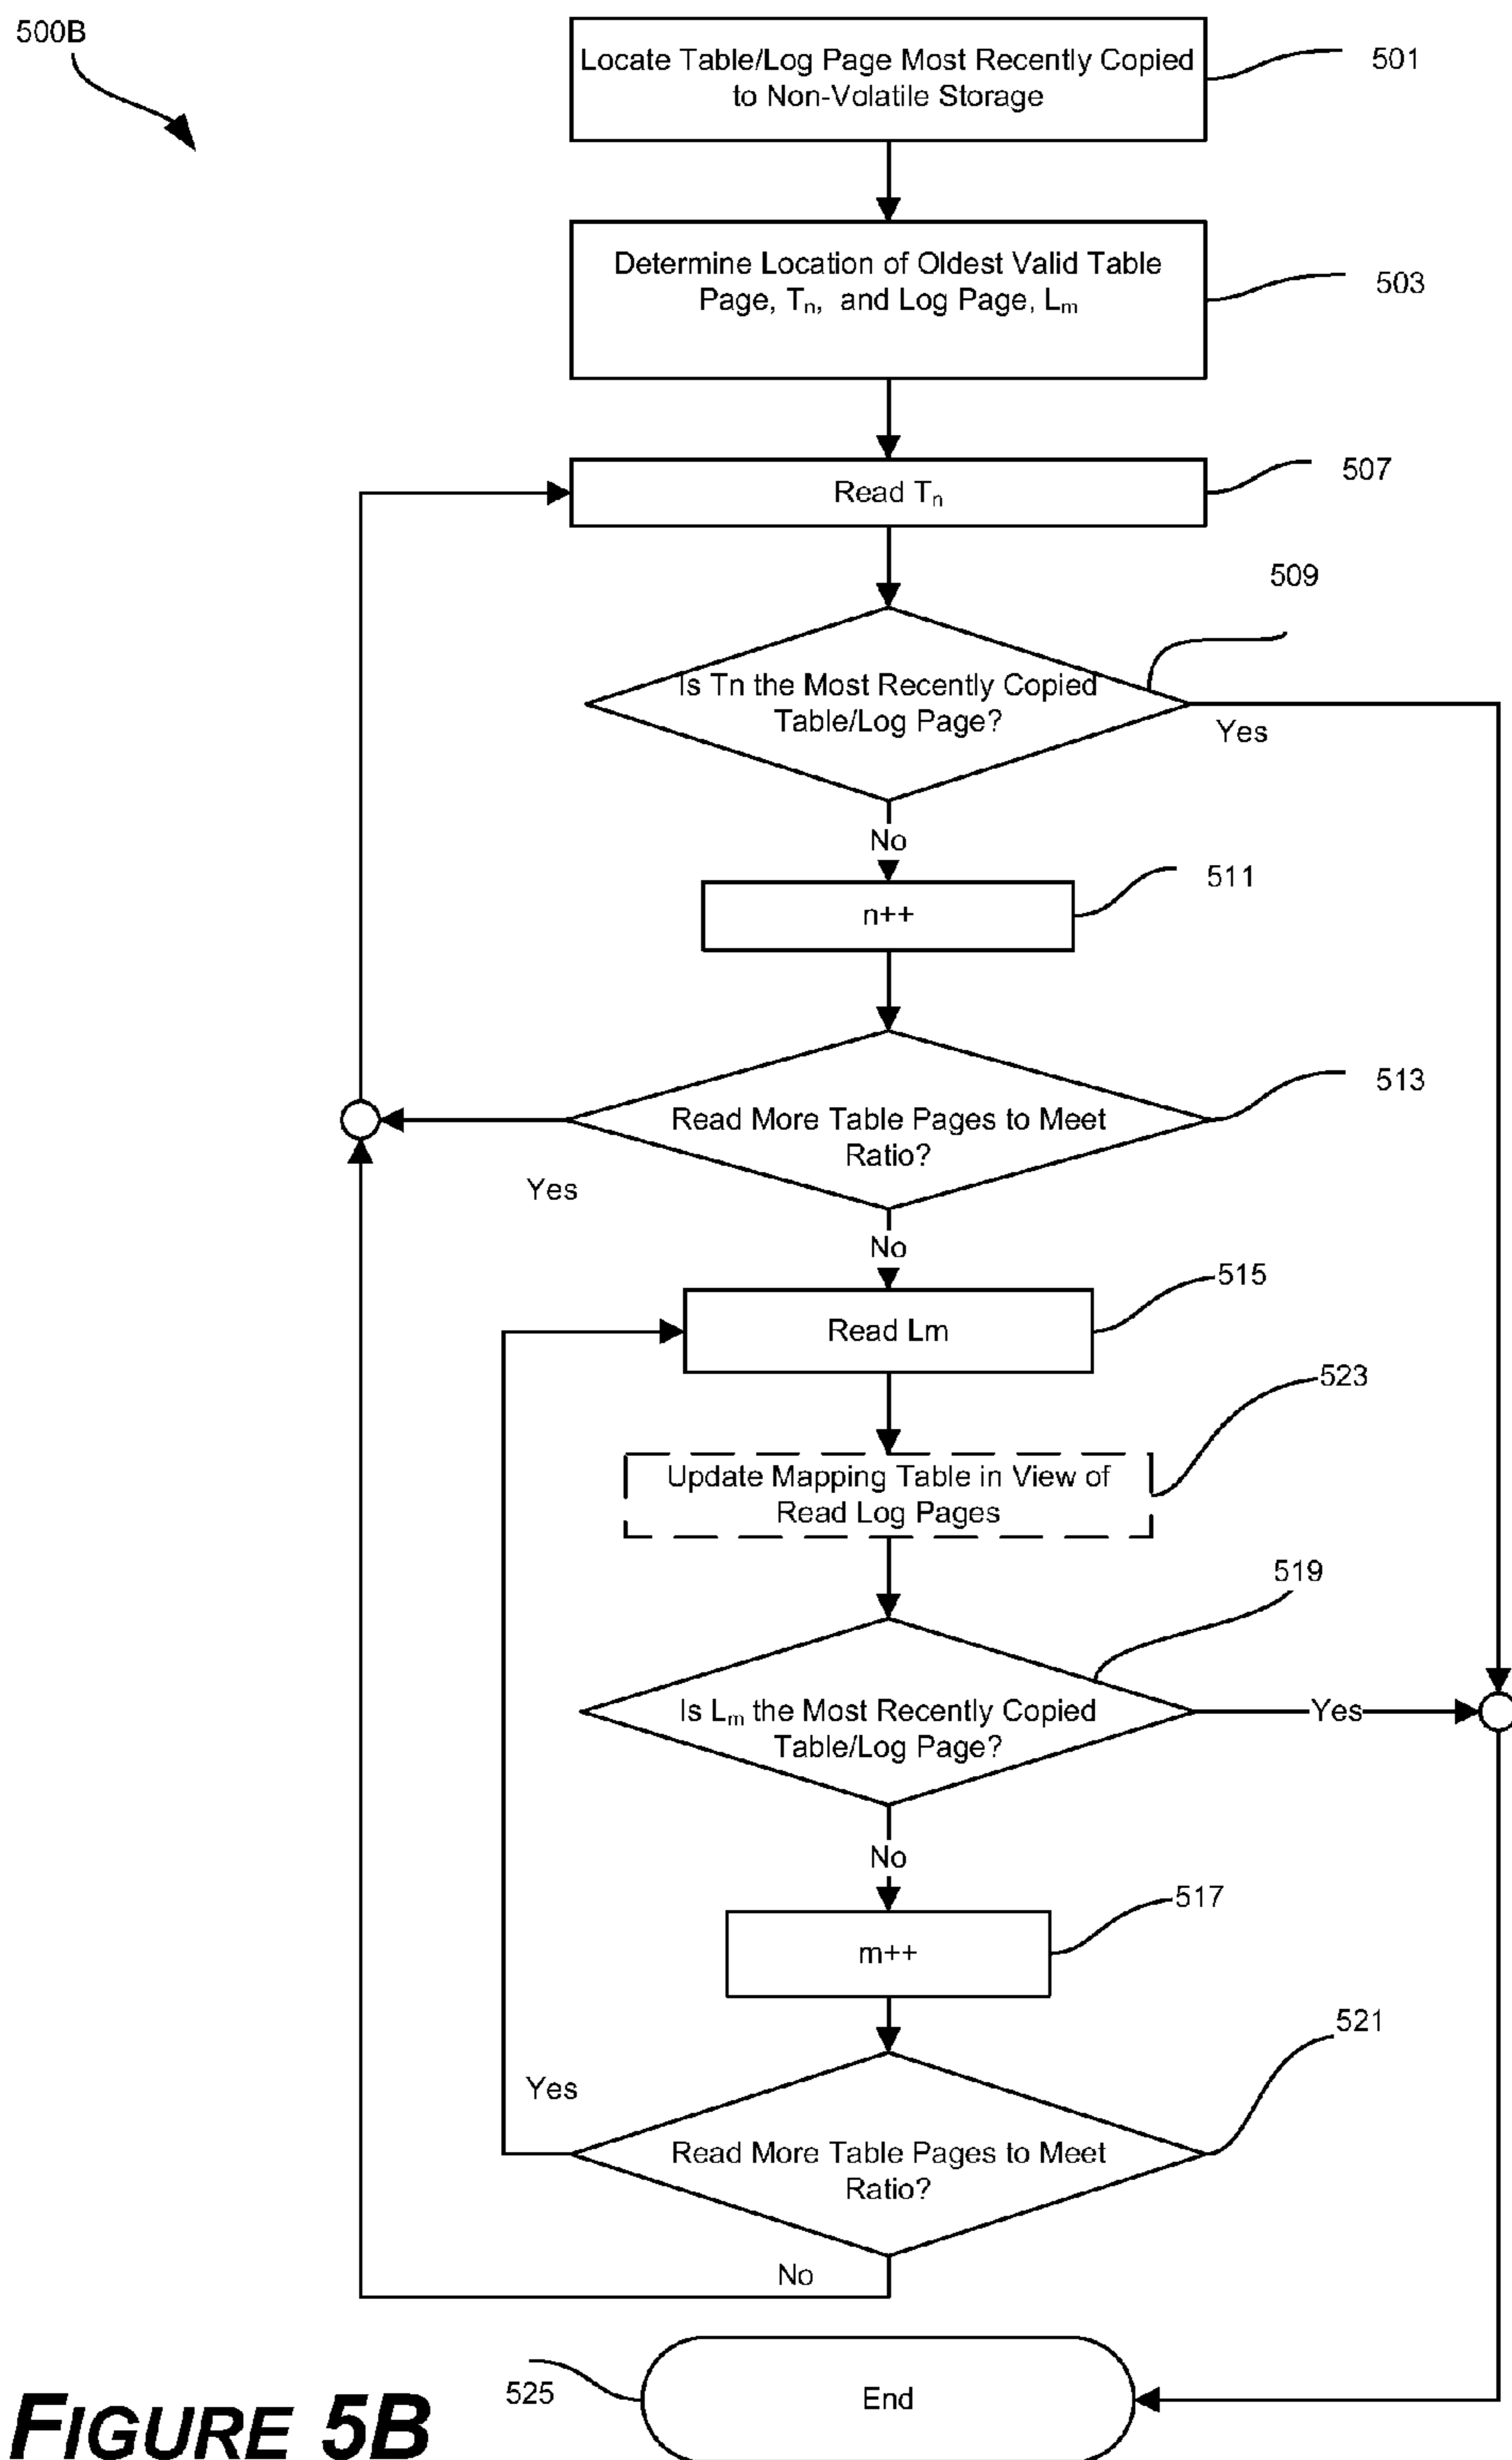 500B
Locate Table/Log Page Most Recently Copied
to Non-Volatile Storage
501
Determine Location of Oldest Valid Table
Page, Tn, and Log Page, Lm
503
Read Tn
507
509
Is Tn the Most Recently Copied
Table/Log Page?
Yes
No
n++
511
Read More Table Pages to Meet
Ratio?
513
Yes
No
Read Lm
515
Update Mapping Table in View of
Read Log Pages
523
519
Is Lm the Most Recently Copied
Table/Log Page?
Yes
No
m++
517
521
Yes
Read More Table Pages to Meet
Ratio?
No
525
End
FIGURE 5B